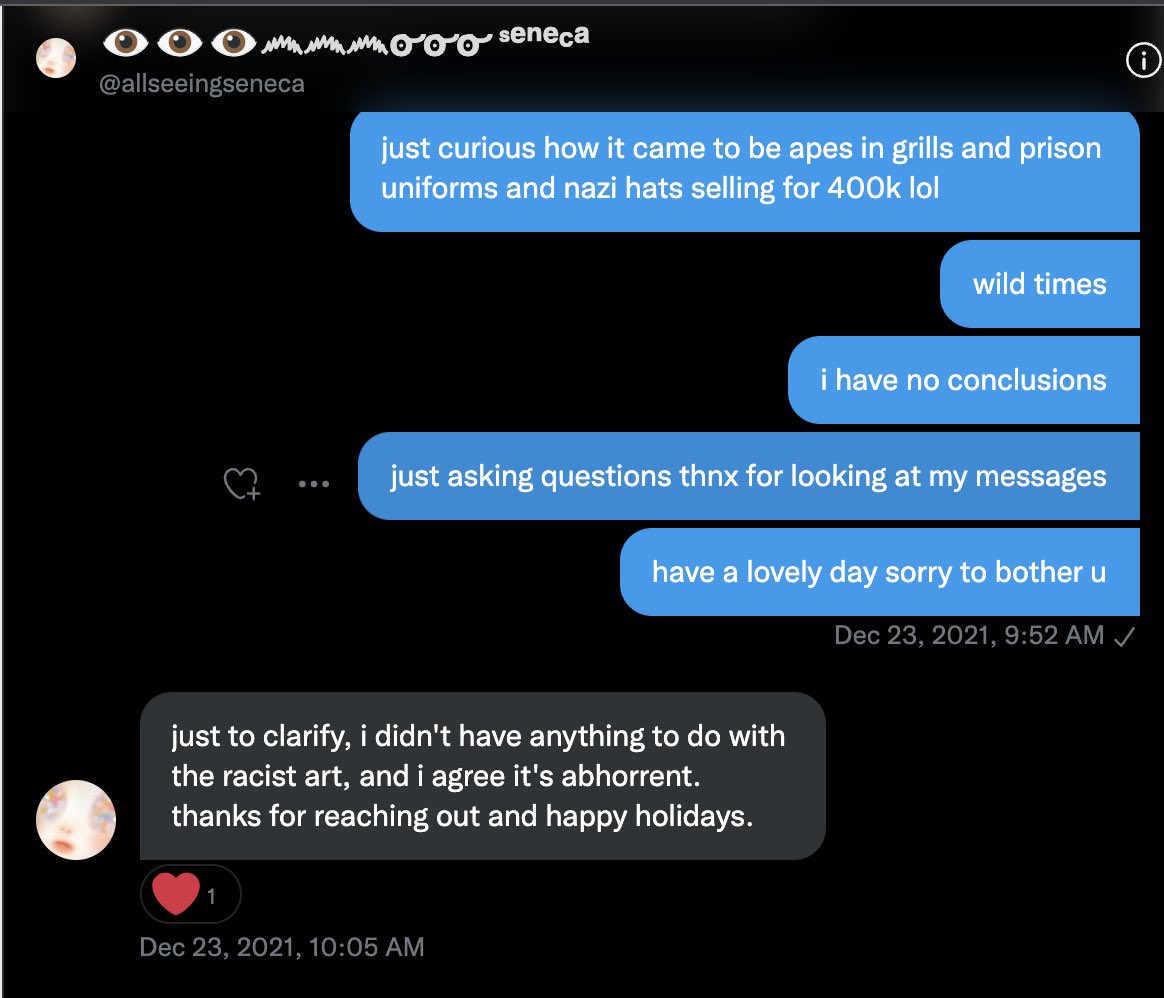 👁️👁️👁️෴෴෴ᓬᓬᓬ ˢeneca
@allseeingseneca
just curious how it came to be apes in grills and prison
uniforms and nazi hats selling for 400k lol
wild times
i have no conclusions
just asking questions thnx for looking at my messages
have a lovely day sorry to bother u
Dec 23, 2021, 9:52 AM
just to clarify, i didn't have anything to do with
the racist art, and i agree it's abhorrent.
thanks for reaching out and happy holidays.
1
Dec 23, 2021, 10:05 AM